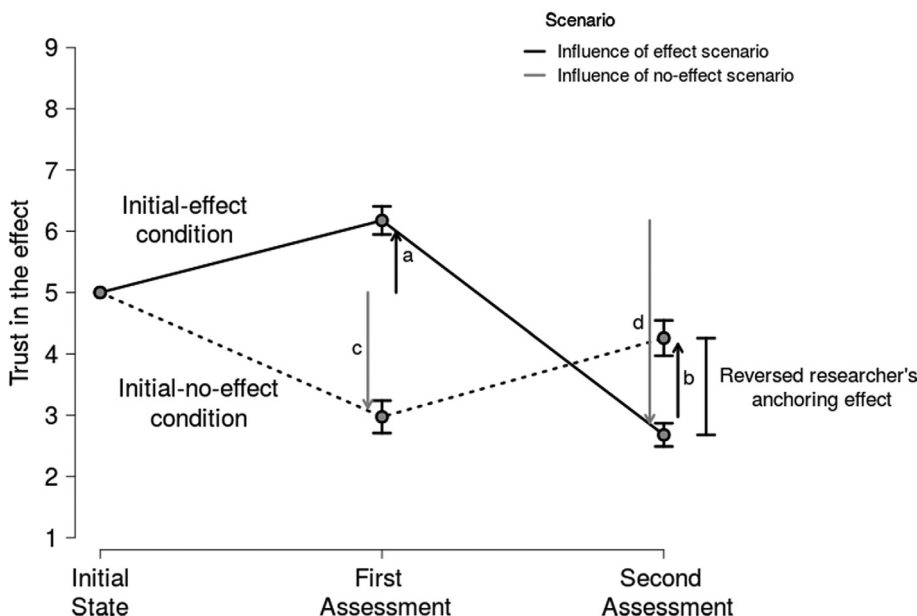 Scenario
Influence of effect scenario
Influence of no-effect scenario
Trust in the effect
9
8
7
6
5
4
3
2
1
Initial-effect
condition
Initial-no-effect
condition
a
c
d
b
Reversed researcher's
anchoring effect
Initial
State
First
Assessment
Second
Assessment